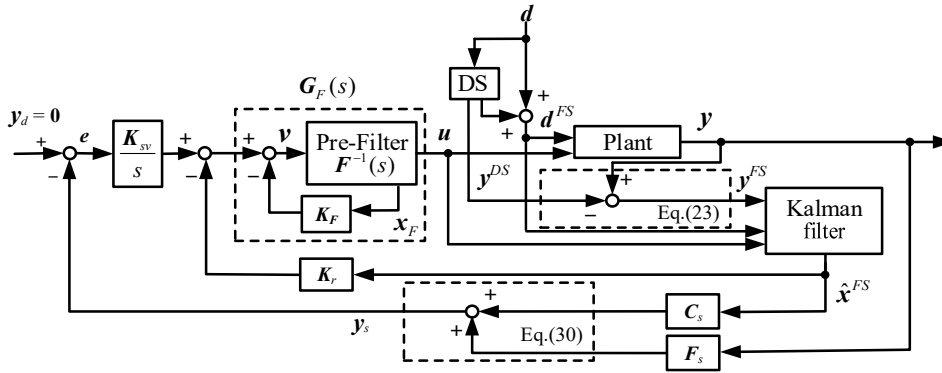 d
DS
G_F(s)
y_d = 0
+
e
K_sv
s
+
+
v
Pre-Filter
F^{-1}(s)
u
+
+
d^{FS}
Plant
y
−
−
−
K_F
x_F
y^{DS}
+
−
y^{FS}
Eq.(23)
Kalman
filter
K_r
x̂^{FS}
y_s
+
+
C_s
Eq.(30)
F_s